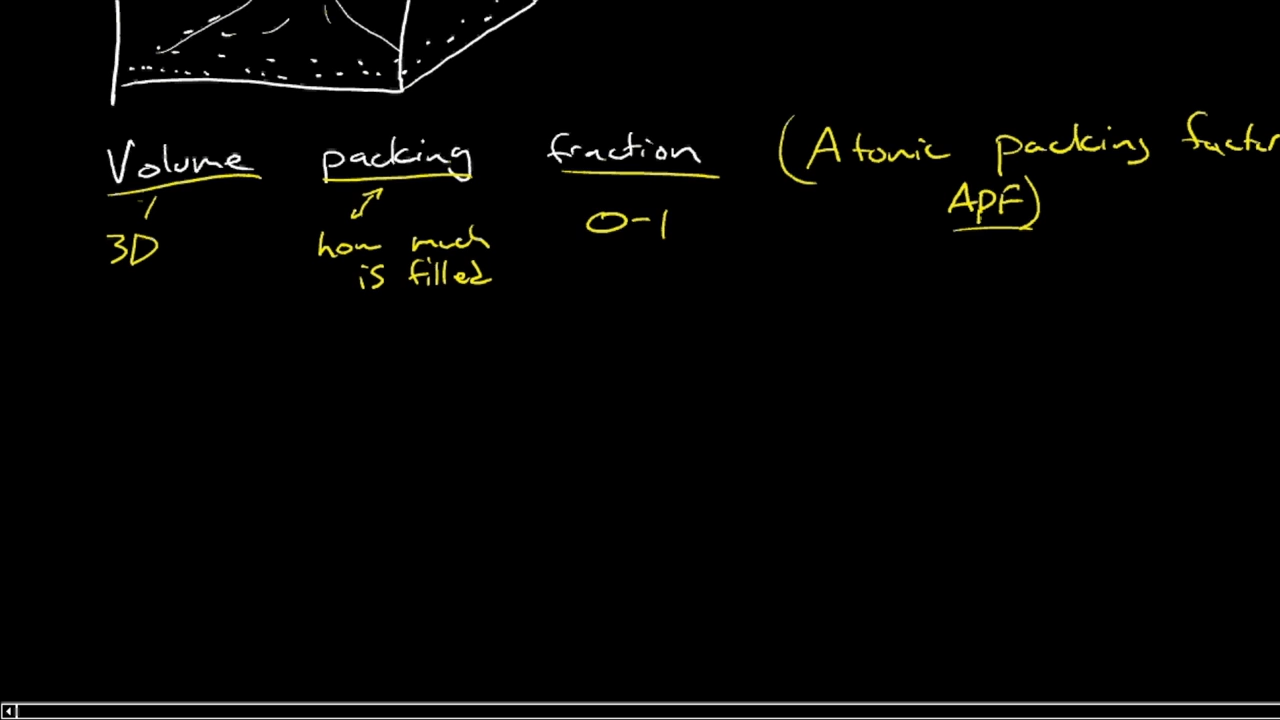 Volume packing fraction (Atomic packing factor
APF)
3D how much 0-1
is filled